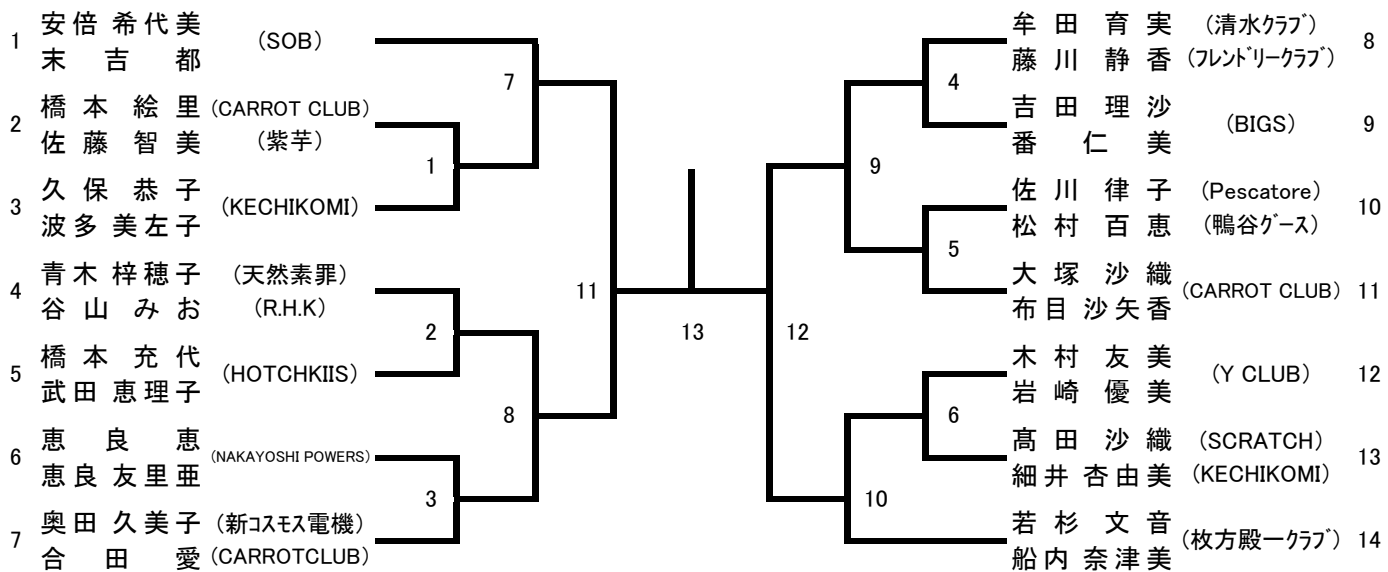 1 安倍 希代美 (SOB)
末吉都
7
2 橋本絵里 (CARROT CLUB)
佐藤智美 (紫芋)
1
3 久保恭子 (KECHIKOMI)
波多 美左子
4 青木 梓穂子 (天然素罪)
谷山みお (R.H.K)
2
5 橋本充代 (HOTCHKIIS)
武田 恵理子
8
6 恵良恵 (NAKAYOSHI POWERS)
恵良 友里亜
3
7 奥田 久美子 (新コスモス電機)
合田愛 (CARROTCLUB)
11
13
12
牟田育実 (清水クラブ) 8
藤川静香 (フレンドリークラブ)
4
吉田理沙 (BIGS) 9
番仁美
9
佐川律子 (Pescatore) 10
松村百恵 (鴨谷グース)
5
大塚沙織 (CARROT CLUB) 11
布目 沙矢香
木村友美 (Y CLUB) 12
岩崎優美
6
髙田沙織 (SCRATCH) 13
細井 杏由美 (KECHIKOMI)
10
若杉文音 (枚方殿一クラブ) 14
船内 奈津美